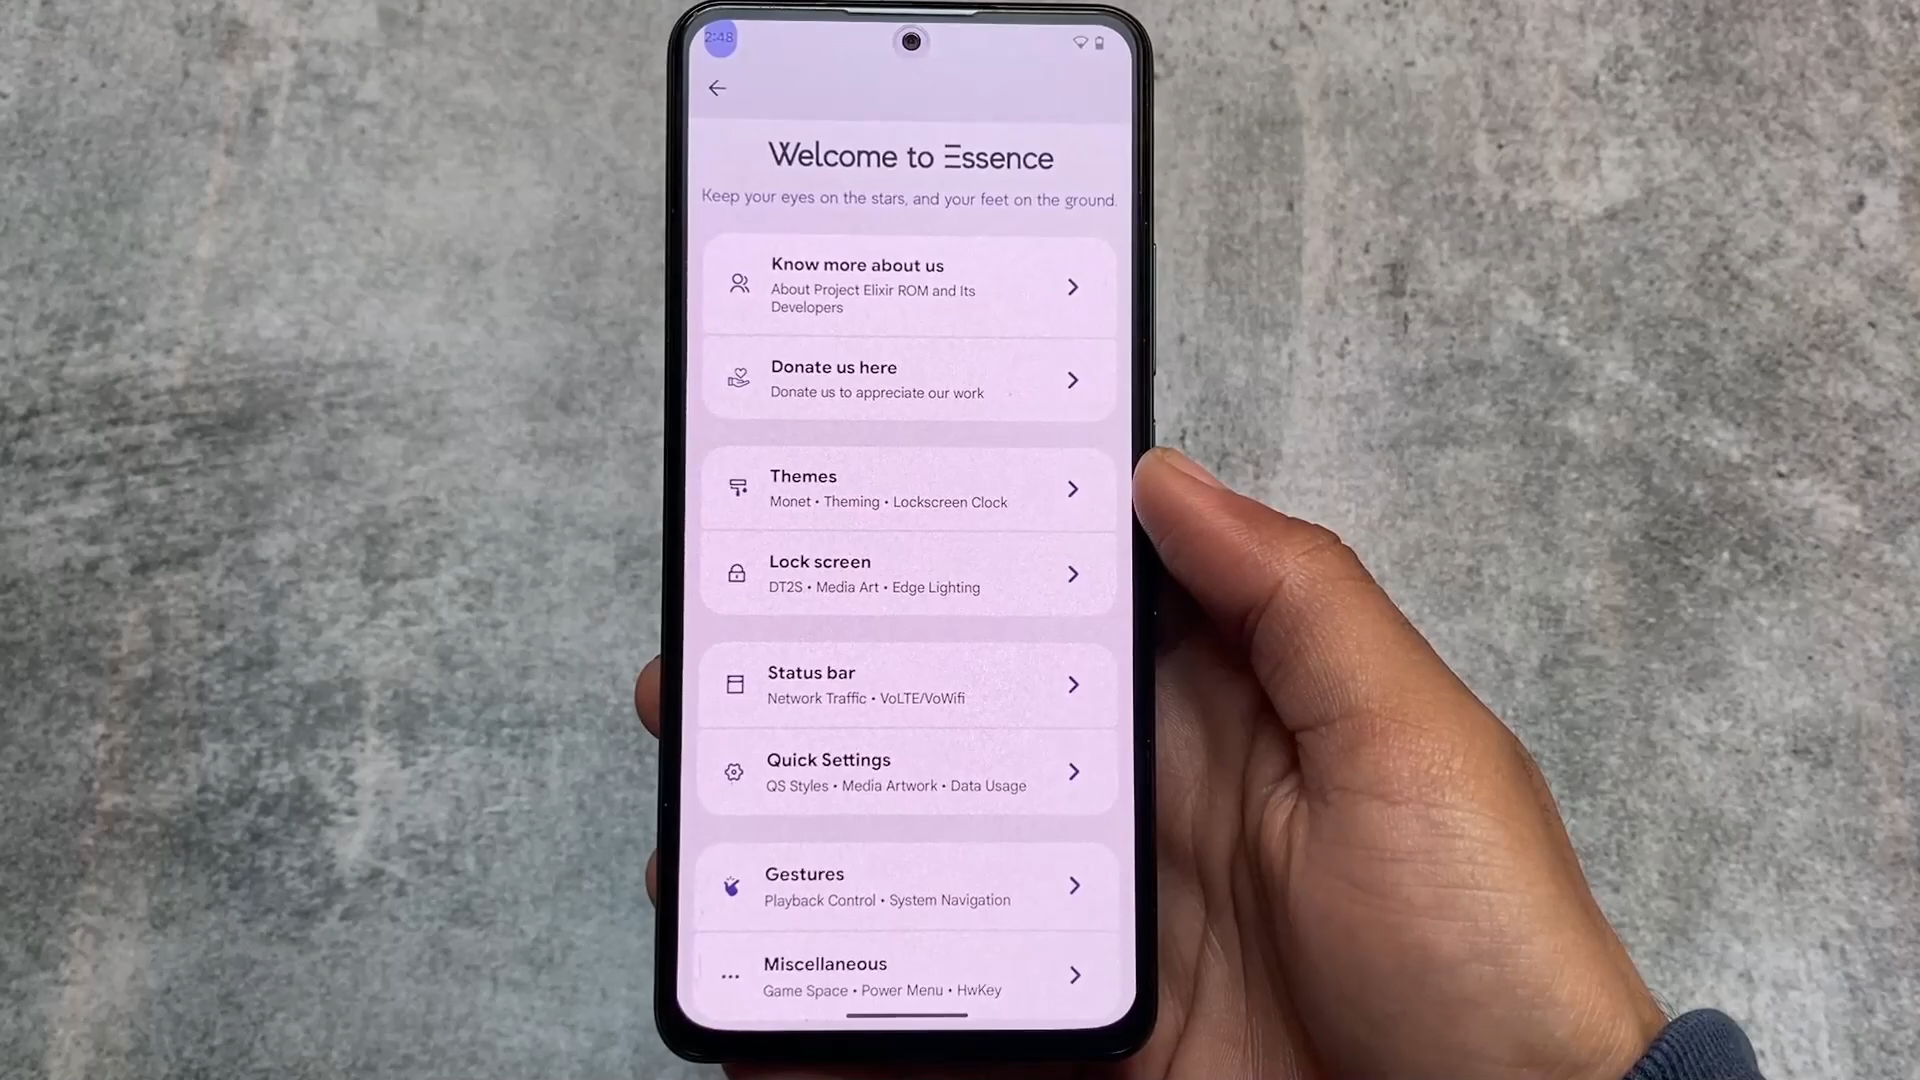 2:48
Welcome to Essence
Keep your eyes on the stars, and your feet on the ground.
Know more about us
About Project Elixir ROM and Its
Developers
Donate us here
Donate us to appreciate our work
Themes
Monet • Theming • Lockscreen Clock
Lock screen
DT2S • Media Art • Edge Lighting
Status bar
Network Traffic • VoLTE/VoWifi
Quick Settings
QS Styles • Media Artwork • Data Usage
Gestures
Playback Control • System Navigation
Miscellaneous
Game Space • Power Menu • HwKey